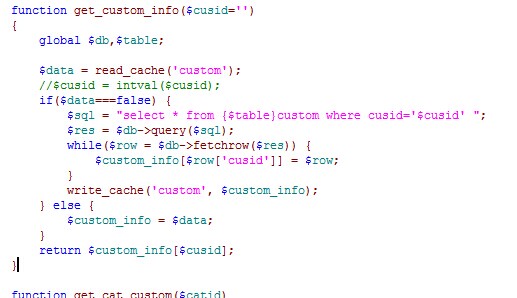 function get_custom_info($cusid='')
{
global $db,$table;
$data = read_cache('custom');
//$cusid = intval($cusid);
if($data===false) {
$sql = "select * from {$table}custom where cusid='$cusid' ";
$res = $db->query($sql);
while($row = $db->fetchrow($res)) {
$custom_info[$row['cusid']] = $row;
}
write_cache('custom', $custom_info);
} else {
$custom_info = $data;
}
return $custom_info[$cusid];
}
function get_cat_custom($catid)